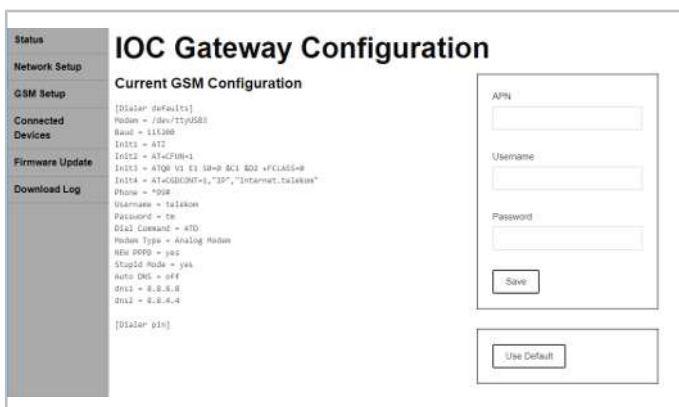 Status
Network Setup
GSM Setup
Connected
Devices
Firmware Update
Download Log
IOC Gateway Configuration
Current GSM Configuration
[Dialer defaults]
Modem = /dev/ttyUSB3
Baud = 115200
Init1 = ATZ
Init2 = AT+CFUN=1
Init3 = ATQ0 V1 E1 S0=0 &C1 &D2 +FCLASS=0
Init4 = AT+CGDCONT=1,"IP","internet.telekom"
Phone = *99#
Username = telekom
Password = tm
Dial Command = ATD
Modem Type = Analog Modem
New PPPD = yes
Stupid Mode = yes
Auto DNS = off
dns1 = 8.8.8.8
dns2 = 8.8.4.4
[Dialer pin]
APN
Username
Password
Save
Use Default